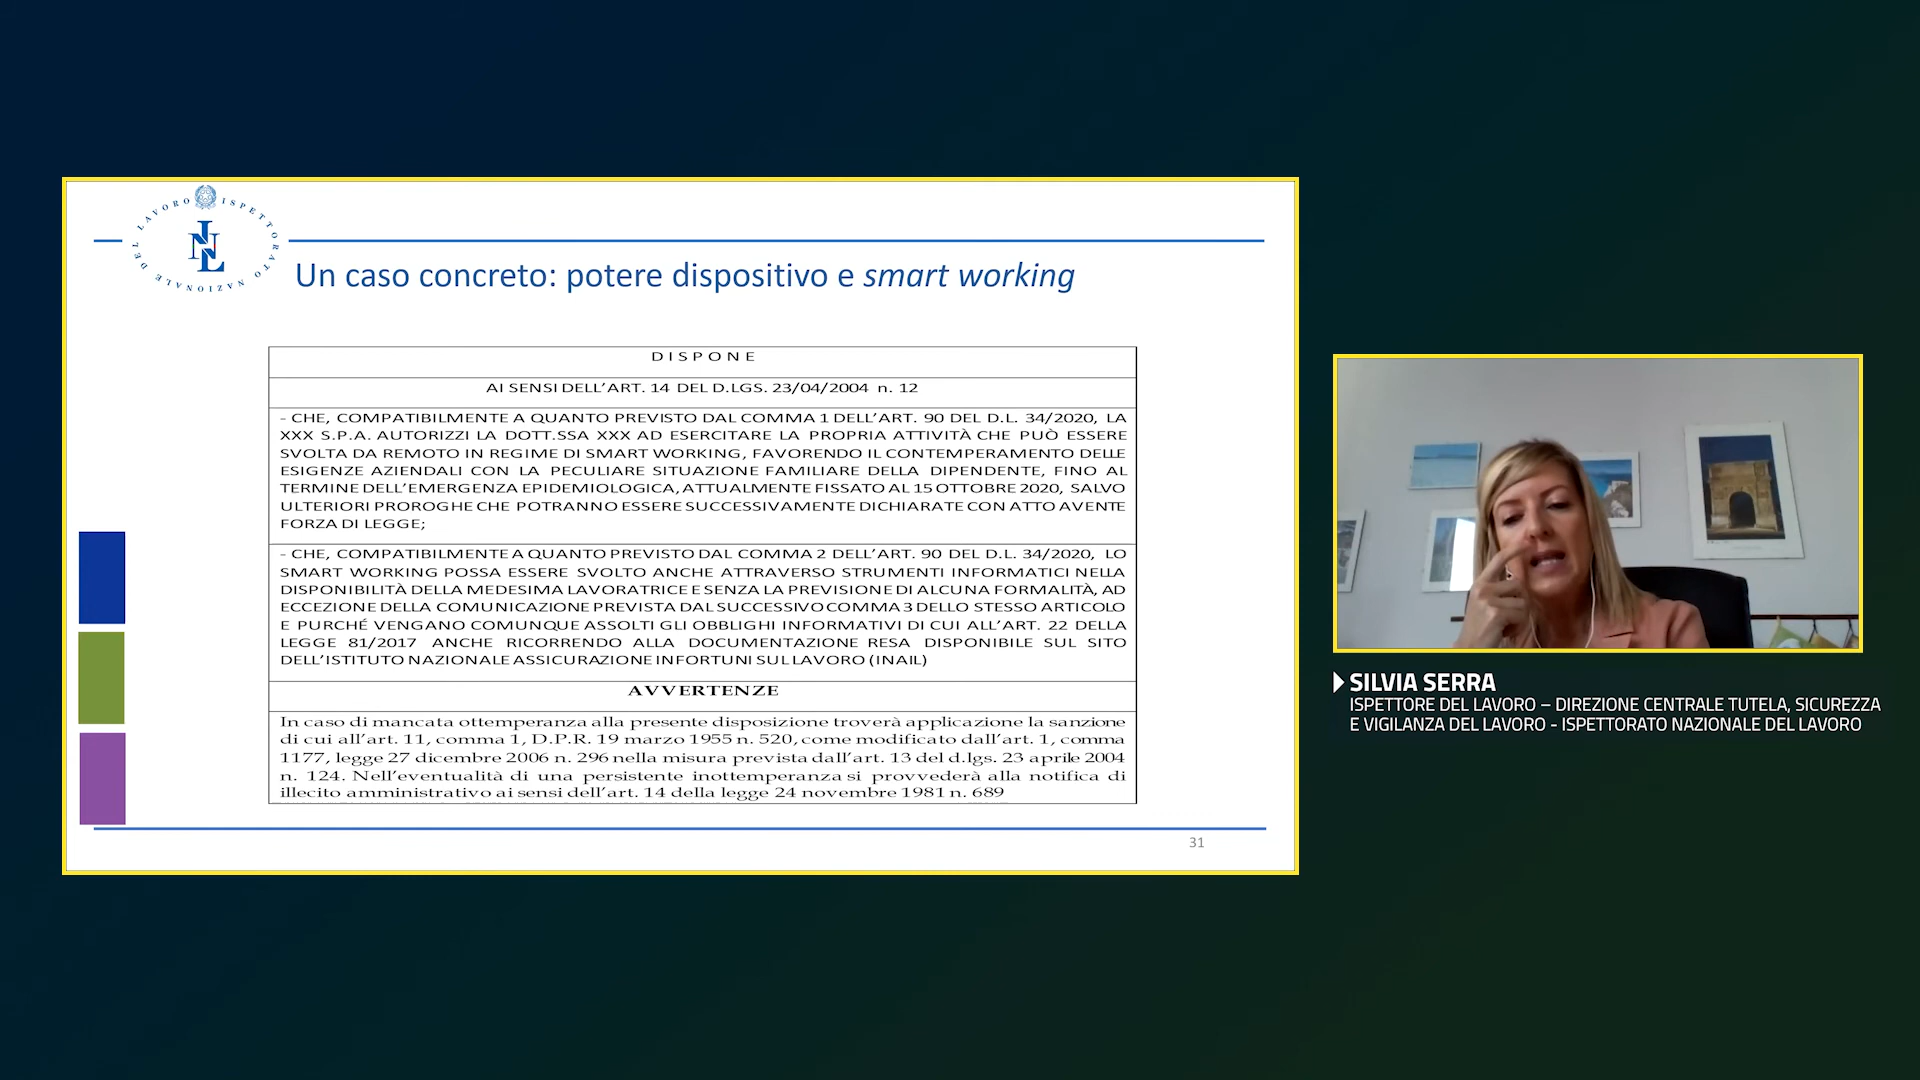 ISPETTORATO NAZIONALE DEL LAVORO
INL
Un caso concreto: potere dispositivo e smart working
DISPONE
AI SENSI DELL'ART. 14 DEL D.LGS. 23/04/2004 n. 12
- CHE, COMPATIBILMENTE A QUANTO PREVISTO DAL COMMA 1 DELL'ART. 90 DEL D.L. 34/2020, LA
XXX S.P.A. AUTORIZZI LA DOTT.SSA XXX AD ESERCITARE LA PROPRIA ATTIVITÀ CHE PUÒ ESSERE
SVOLTA DA REMOTO IN REGIME DI SMART WORKING, FAVORENDO IL CONTEMPERAMENTO DELLE
ESIGENZE AZIENDALI CON LA PECULIARE SITUAZIONE FAMILIARE DELLA DIPENDENTE, FINO AL
TERMINE DELL'EMERGENZA EPIDEMIOLOGICA, ATTUALMENTE FISSATO AL 15 OTTOBRE 2020, SALVO
ULTERIORI PROROGHE CHE POTRANNO ESSERE SUCCESSIVAMENTE DICHIARATE CON ATTO AVENTE
FORZA DI LEGGE;
- CHE, COMPATIBILMENTE A QUANTO PREVISTO DAL COMMA 2 DELL'ART. 90 DEL D.L. 34/2020, LO
SMART WORKING POSSA ESSERE SVOLTO ANCHE ATTRAVERSO STRUMENTI INFORMATICI NELLA
DISPONIBILITÀ DELLA MEDESIMA LAVORATRICE E SENZA LA PREVISIONE DI ALCUNA FORMALITÀ, AD
ECCEZIONE DELLA COMUNICAZIONE PREVISTA DAL SUCCESSIVO COMMA 3 DELLO STESSO ARTICOLO
E PURCHÉ VENGANO COMUNQUE ASSOLTI GLI OBBLIGHI INFORMATIVI DI CUI ALL'ART. 22 DELLA
LEGGE 81/2017 ANCHE RICORRENDO ALLA DOCUMENTAZIONE RESA DISPONIBILE SUL SITO
DELL'ISTITUTO NAZIONALE ASSICURAZIONE INFORTUNI SUL LAVORO (INAIL)
AVVERTENZE
In caso di mancata ottemperanza alla presente disposizione troverà applicazione la sanzione
di cui all'art. 11, comma 1, D.P.R. 19 marzo 1955 n. 520, come modificato dall'art. 1, comma
1177, legge 27 dicembre 2006 n. 296 nella misura prevista dall'art. 13 del d.lgs. 23 aprile 2004
n. 124. Nell'eventualità di una persistente inottemperanza si provvederà alla notifica di
illecito amministrativo ai sensi dell'art. 14 della legge 24 novembre 1981 n. 689
31
SILVIA SERRA
ISPETTORE DEL LAVORO – DIREZIONE CENTRALE TUTELA, SICUREZZA
E VIGILANZA DEL LAVORO - ISPETTORATO NAZIONALE DEL LAVORO